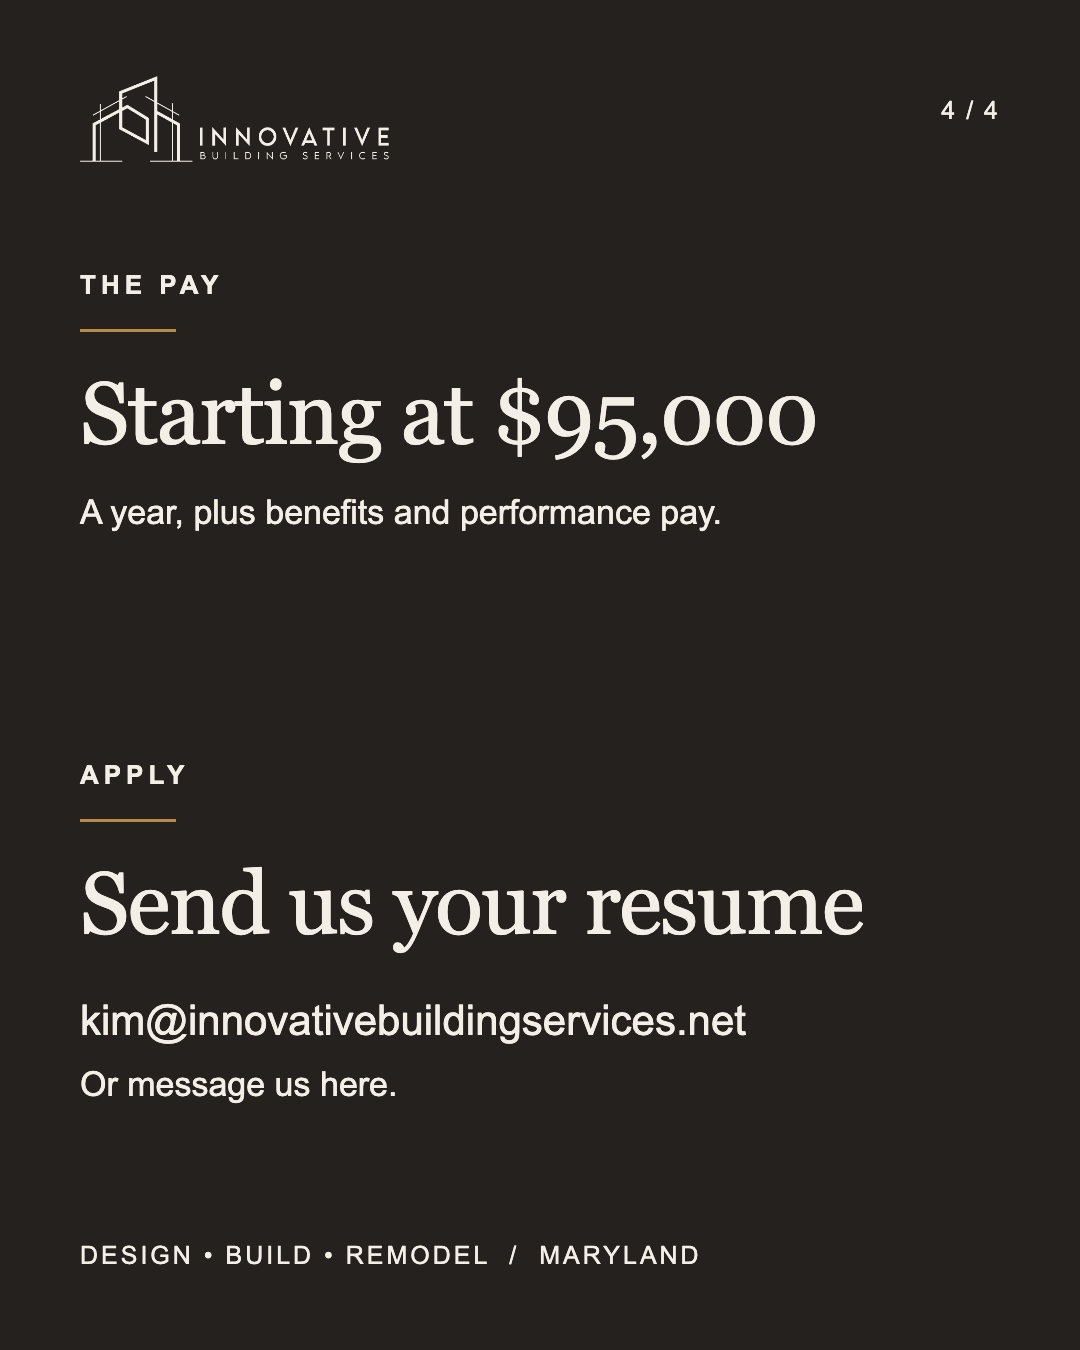 INNOVATIVE
BUILDING SERVICES
4 / 4
THE PAY
Starting at $95,000
A year, plus benefits and performance pay.
APPLY
Send us your resume
kim@innovativebuildingservices.net
Or message us here.
DESIGN • BUILD • REMODEL / MARYLAND